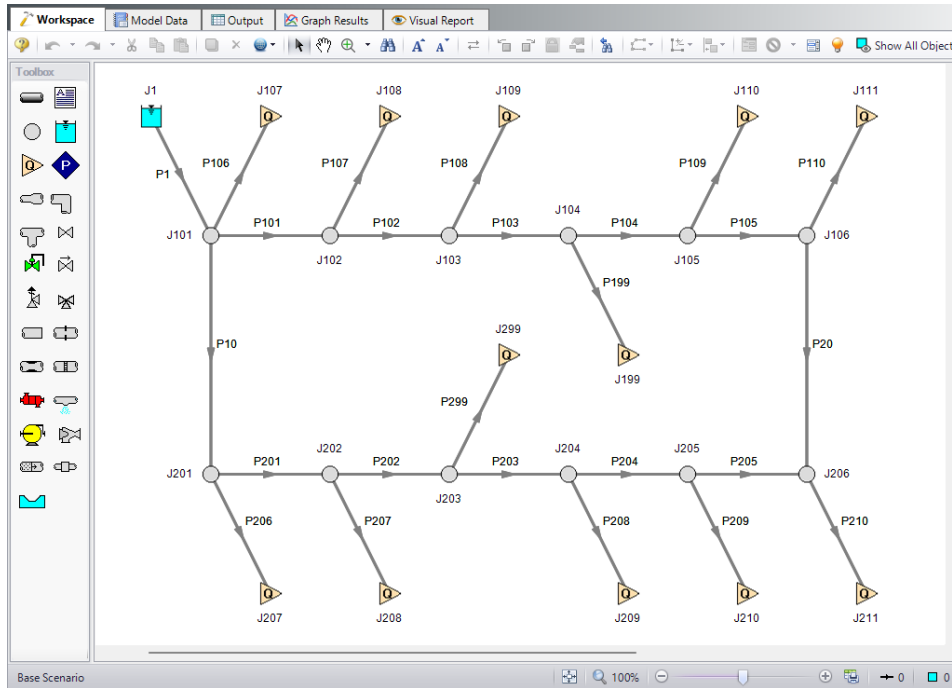 Workspace Model Data Output Graph Results Visual Report
A A Show All Object
Toolbox
A
Q P
J1 J107 J108 J109 J110 J111
Q Q Q Q Q
P1 P106 P107 P108 P109 P110
J101 P101 P102 P103 J104 P104 P105 J106
J102 J103 J105
P199
J299
P10 Q Q P20
J199
P299
J201 P201 J202 P202 P203 J204 P204 J205 P205 J206
J203
P206 P207 P208 P209 P210
Q Q Q Q Q
J207 J208 J209 J210 J211
Base Scenario 100% 0 0